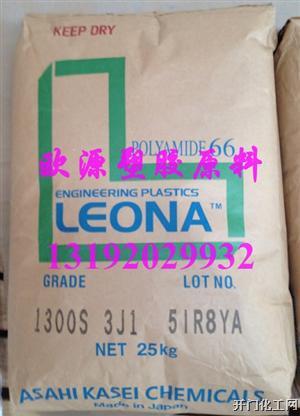 KEEP DRY
POLYAMIDE 66
欧源塑胶原料
ENGINEERING PLASTICS
LEONA™
13192029932
GRADE LOT NO.
1300S 3J1 51R8YA
NET 25kg
ASAHI KASEI CHEMICALS
Made in Japan
开门化工网